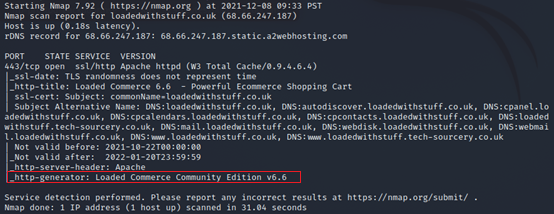 Starting Nmap 7.92 ( https://nmap.org ) at 2021-12-08 09:33 PST
Nmap scan report for loadedwithstuff.co.uk (68.66.247.187)
Host is up (0.18s latency).
rDNS record for 68.66.247.187: 68.66.247.187.static.a2webhosting.com
PORT    STATE SERVICE  VERSION
443/tcp open  ssl/http Apache httpd (W3 Total Cache/0.9.4.6.4)
|_ssl-date: TLS randomness does not represent time
|_http-title: Loaded Commerce 6.6  - Powerful Ecommerce Shopping Cart
| ssl-cert: Subject: commonName=loadedwithstuff.co.uk
| Subject Alternative Name: DNS:loadedwithstuff.co.uk, DNS:autodiscover.loadedwithstuff.co.uk, DNS:cpanel.lo
adedwithstuff.co.uk, DNS:cpcalendars.loadedwithstuff.co.uk, DNS:cpcontacts.loadedwithstuff.co.uk, DNS:loaded
withstuff.tech-sourcery.co.uk, DNS:mail.loadedwithstuff.co.uk, DNS:webdisk.loadedwithstuff.co.uk, DNS:webmai
l.loadedwithstuff.co.uk, DNS:www.loadedwithstuff.co.uk, DNS:www.loadedwithstuff.tech-sourcery.co.uk
| Not valid before: 2021-10-22T00:00:00
|_Not valid after:  2022-01-20T23:59:59
|_http-server-header: Apache
|_http-generator: Loaded Commerce Community Edition v6.6
Service detection performed. Please report any incorrect results at https://nmap.org/submit/ .
Nmap done: 1 IP address (1 host up) scanned in 31.04 seconds